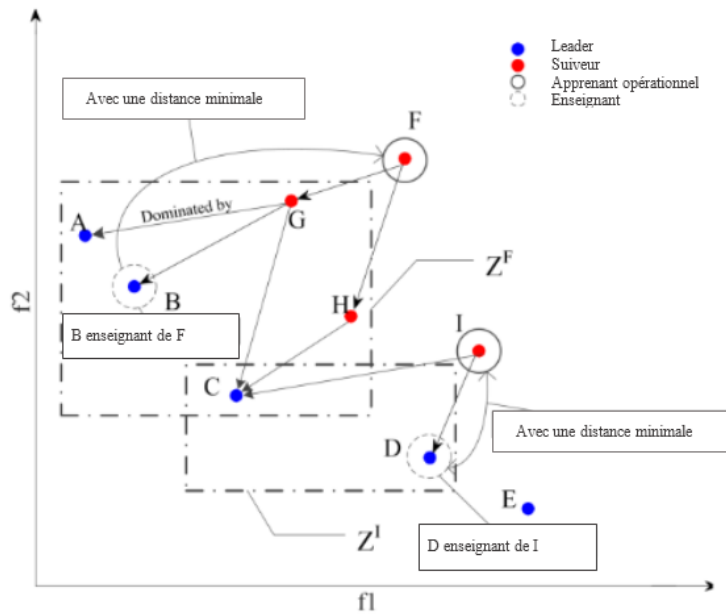 Leader
Suiveur
Apprenant opérationnel
Enseignant
Avec une distance minimale
F
Dominated by
A
G
B
Z^F
f2
H
B enseignant de F
I
C
Avec une distance minimale
D
E
Z^I
D enseignant de I
f1